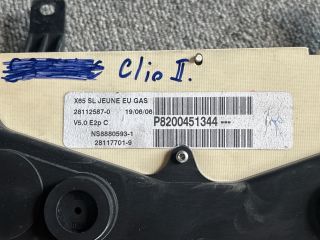 Clio II.
X65 SL JEUNE EU GAS
28112587-0 19/06/06
V5.0 E2p C P8200451344---
NS8880593-1
28117701-9